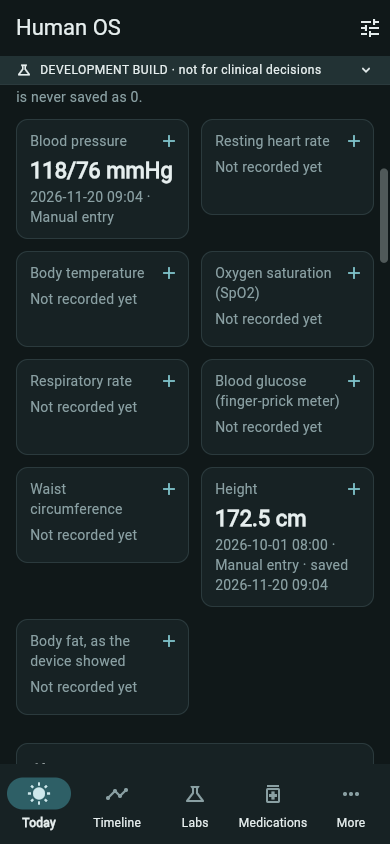 Human OS
DEVELOPMENT BUILD · not for clinical decisions
is never saved as 0.
Blood pressure
118/76 mmHg
2026-11-20 09:04 ·
Manual entry
Resting heart rate
Not recorded yet
Body temperature
Not recorded yet
Oxygen saturation
(SpO2)
Not recorded yet
Respiratory rate
Not recorded yet
Blood glucose
(finger-prick meter)
Not recorded yet
Waist
circumference
Not recorded yet
Height
172.5 cm
2026-10-01 08:00 ·
Manual entry · saved
2026-11-20 09:04
Body fat, as the
device showed
Not recorded yet
Today
Timeline
Labs
Medications
More